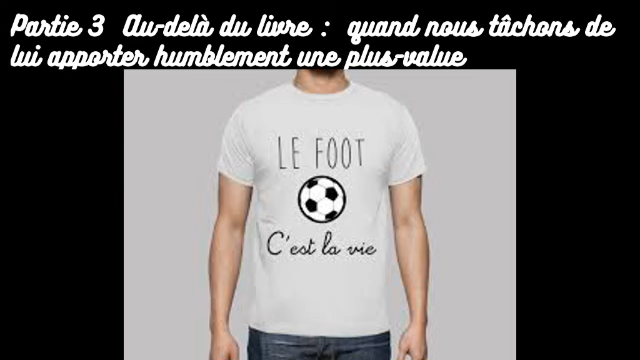 Partie 3 Au-delà du livre : quand nous tâchons de
lui apporter humblement une plus-value
LE FOOT
C'est la vie